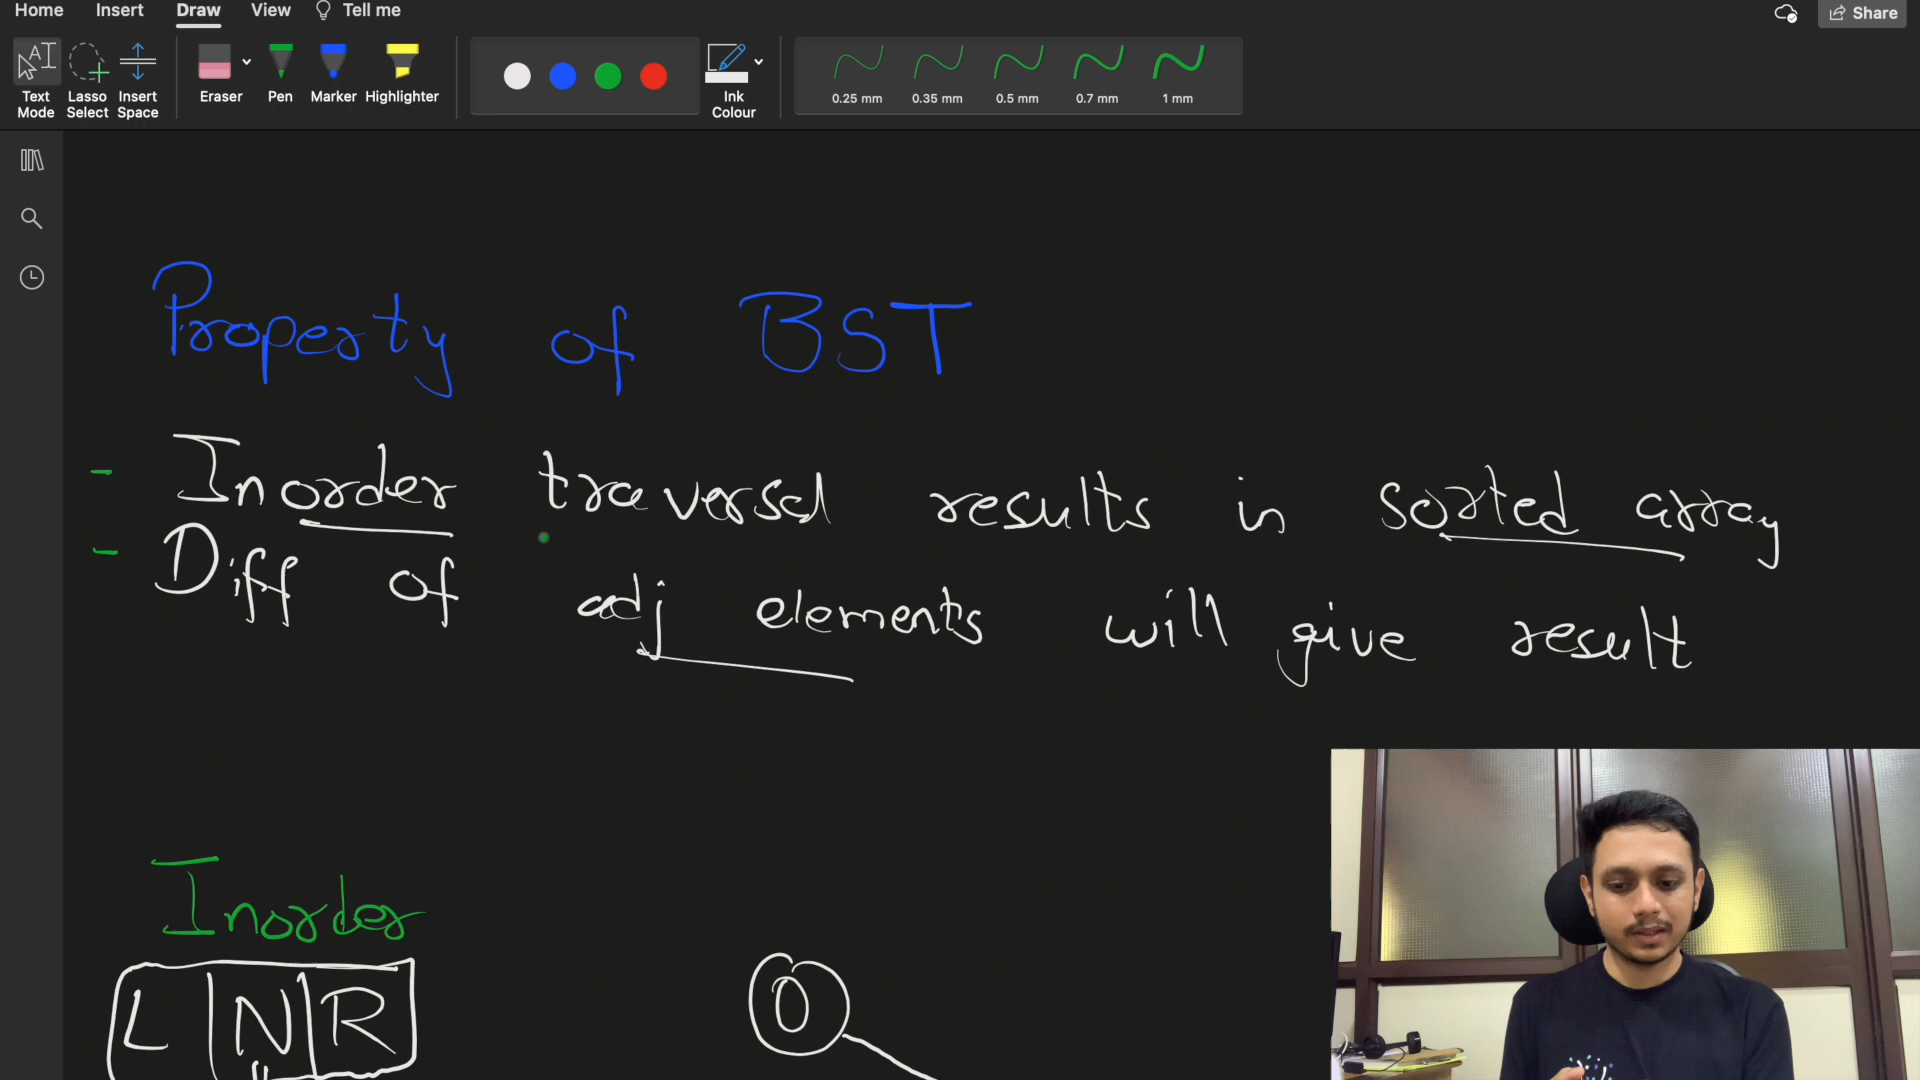 Home Insert Draw View Tell me
Share
Text Mode
Lasso Select
Insert Space
Eraser
Pen
Marker
Highlighter
Ink Colour
0.25 mm
0.35 mm
0.5 mm
0.7 mm
1 mm
Property of BST
- Inorder traversal results in sorted array
- Diff of adj elements will give result
Inorder
L N R
0